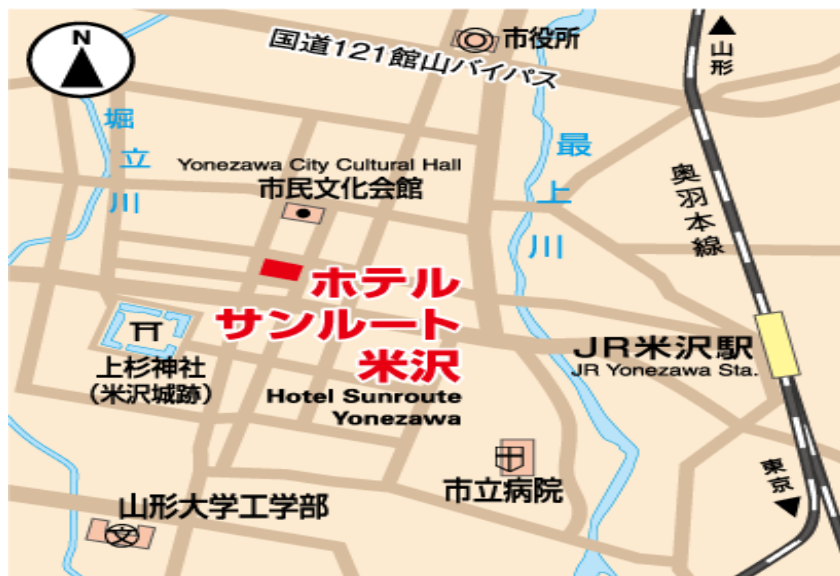 N
国道121館山バイパス
市役所
山形
堀立川
Yonezawa City Cultural Hall
市民文化会館
最上川
奥羽本線
ホテル
サンルート
米沢
Hotel Sunroute
Yonezawa
上杉神社
(米沢城跡)
JR米沢駅
JR Yonezawa Sta.
市立病院
東京
山形大学工学部
文